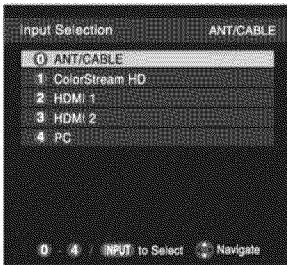 Input Selection ANT/CABLE
0 ANT/CABLE
1 ColorStream HD
2 HDMI 1
3 HDMI 2
4 PC
0 - 4 / INPUT to Select Navigate